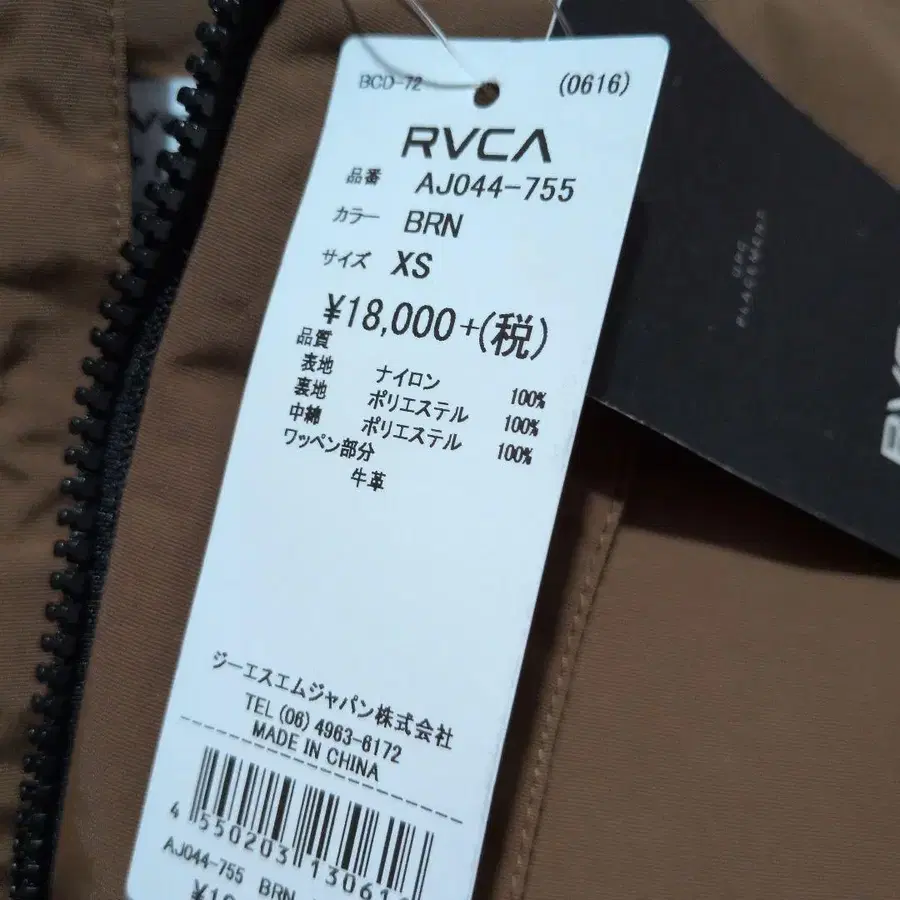 BCD-72 (0616)
RVCA
品番 AJ044-755
カラー BRN
サイズ XS
¥18,000+(税)
品質
表地 ナイロン 100%
裏地 ポリエステル 100%
中綿 ポリエステル 100%
ワッペン部分
牛革
ジーエスエムジャパン株式会社
TEL (06) 4963-6172
MADE IN CHINA
4 550203 13061
AJ044-755 BRN
PLACEMENT